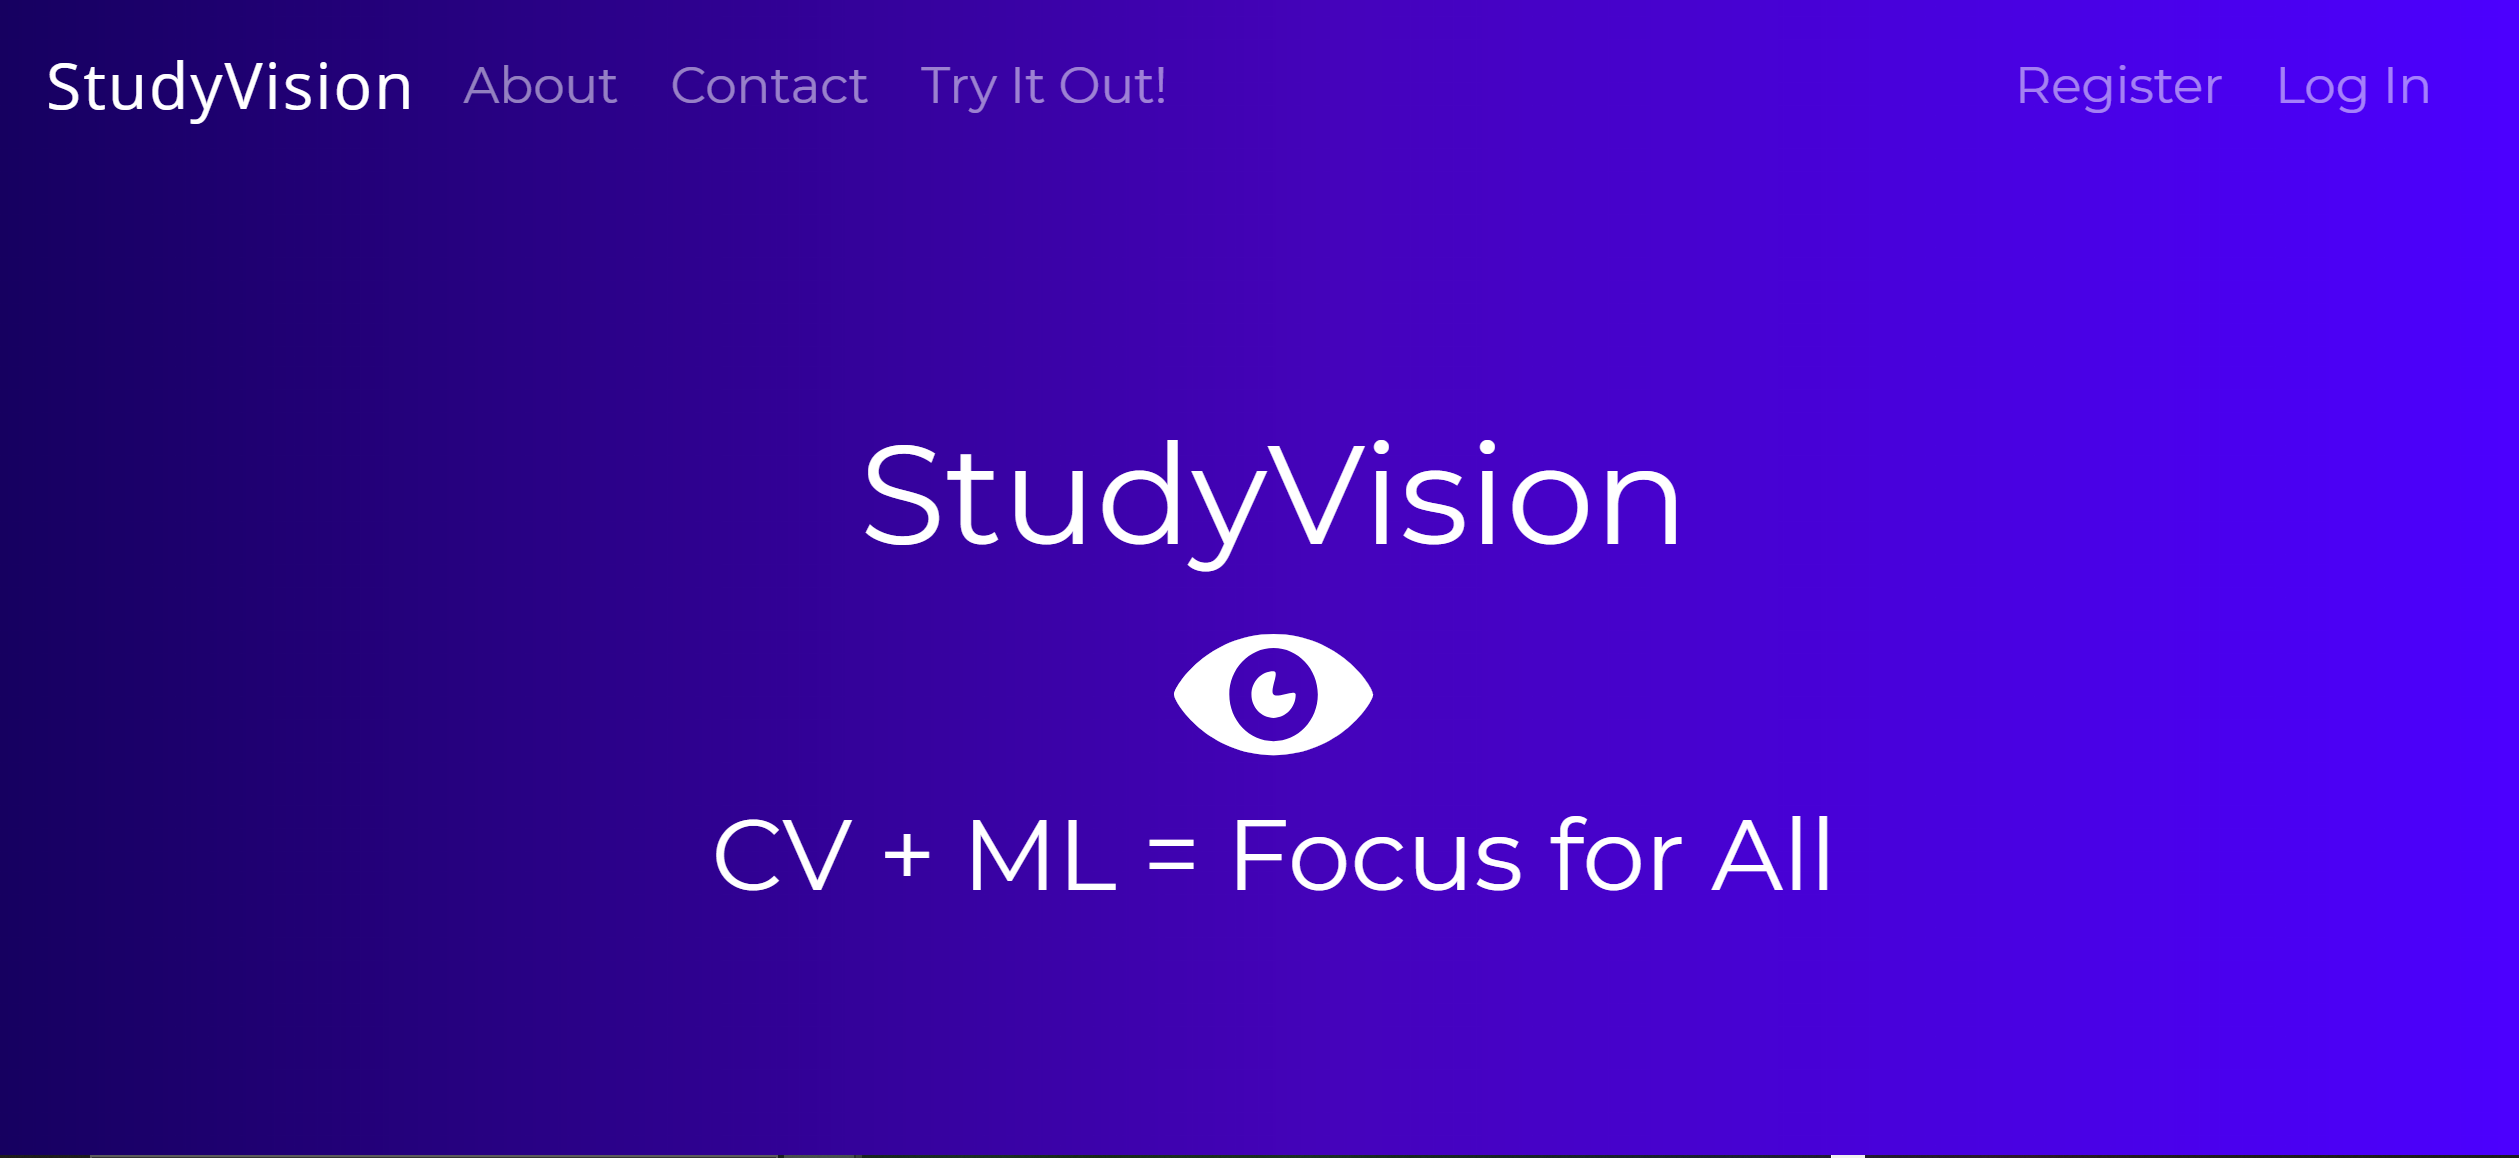 StudyVision About Contact Try It Out! Register Log In
StudyVision
CV + ML = Focus for All